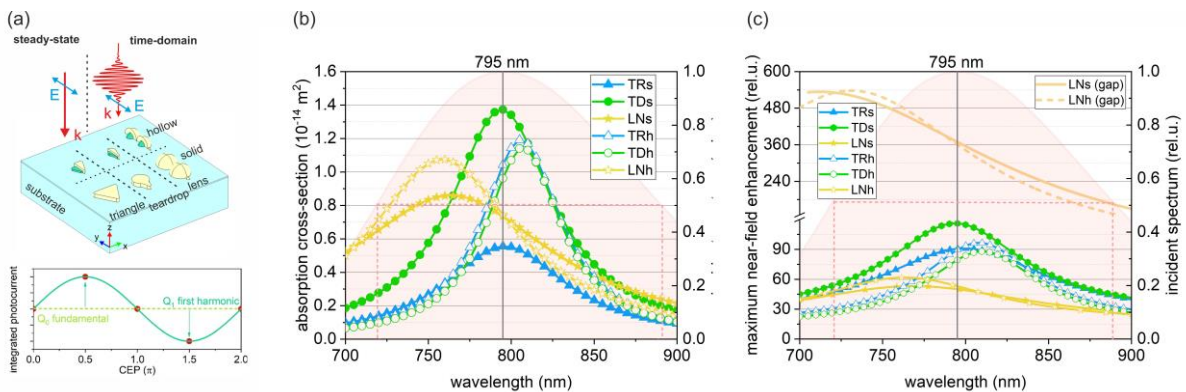 (a)
steady-state
time-domain
E
k
E
k
hollow
solid
lens
teardrop
triangle
substrate
z
y
x
integrated photocurrent
Q₁ first harmonic
Q₀ fundamental
0.0 0.5 1.0 1.5 2.0
CEP (π)
(b)
795 nm
absorption cross-section (10⁻¹⁴ m²)
1.6
1.4
1.2
1.0
0.8
0.6
0.4
0.2
0.0
TRs
TDs
LNs
TRh
TDh
LNh
1.0
0.8
0.6
0.4
0.2
0.0
700 750 800 850 900
wavelength (nm)
(c)
795 nm
maximum near-field enhancement (rel.u.)
600
540
480
420
360
300
240
180
90
60
30
0
LNs (gap)
LNh (gap)
TRs
TDs
LNs
TRh
TDh
LNh
1.0
0.8
0.6
0.4
0.2
0.0
incident spectrum (rel.u.)
700 750 800 850 900
wavelength (nm)